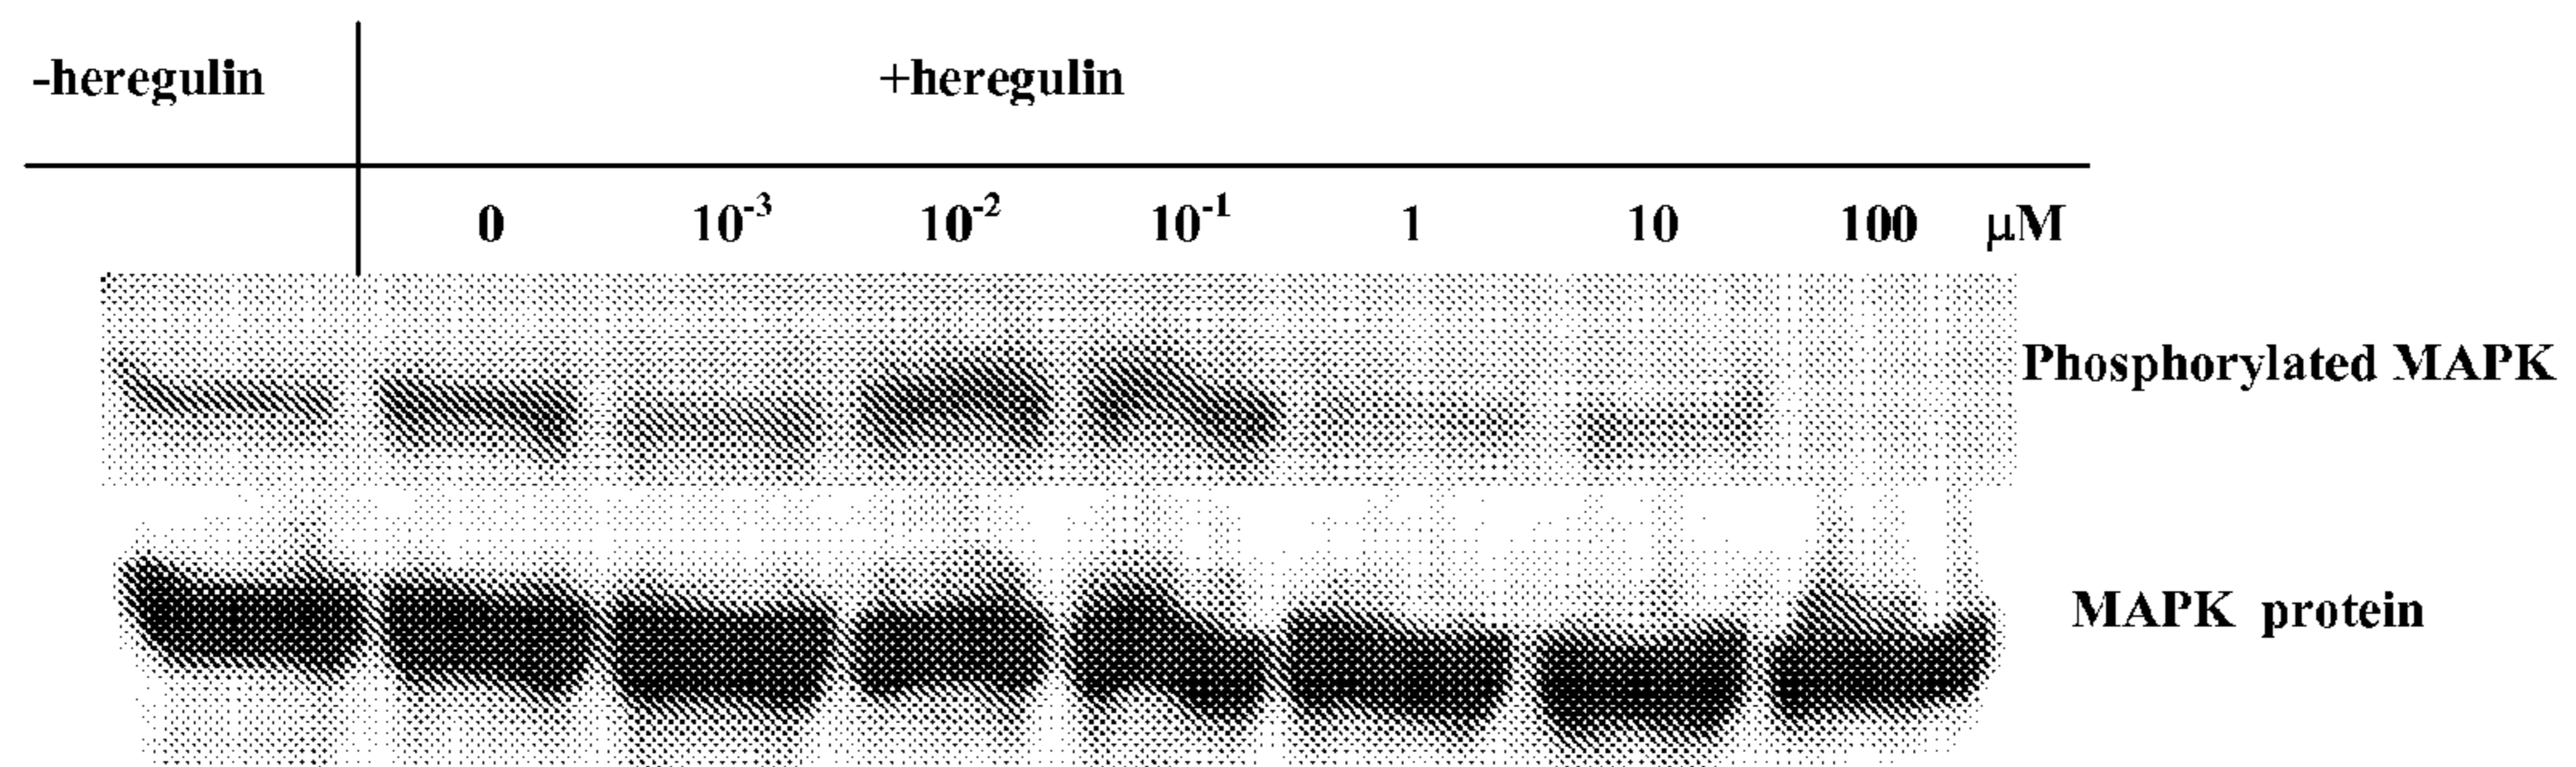 -heregulin +heregulin
0 10⁻³ 10⁻² 10⁻¹ 1 10 100 μM
Phosphorylated MAPK
MAPK protein